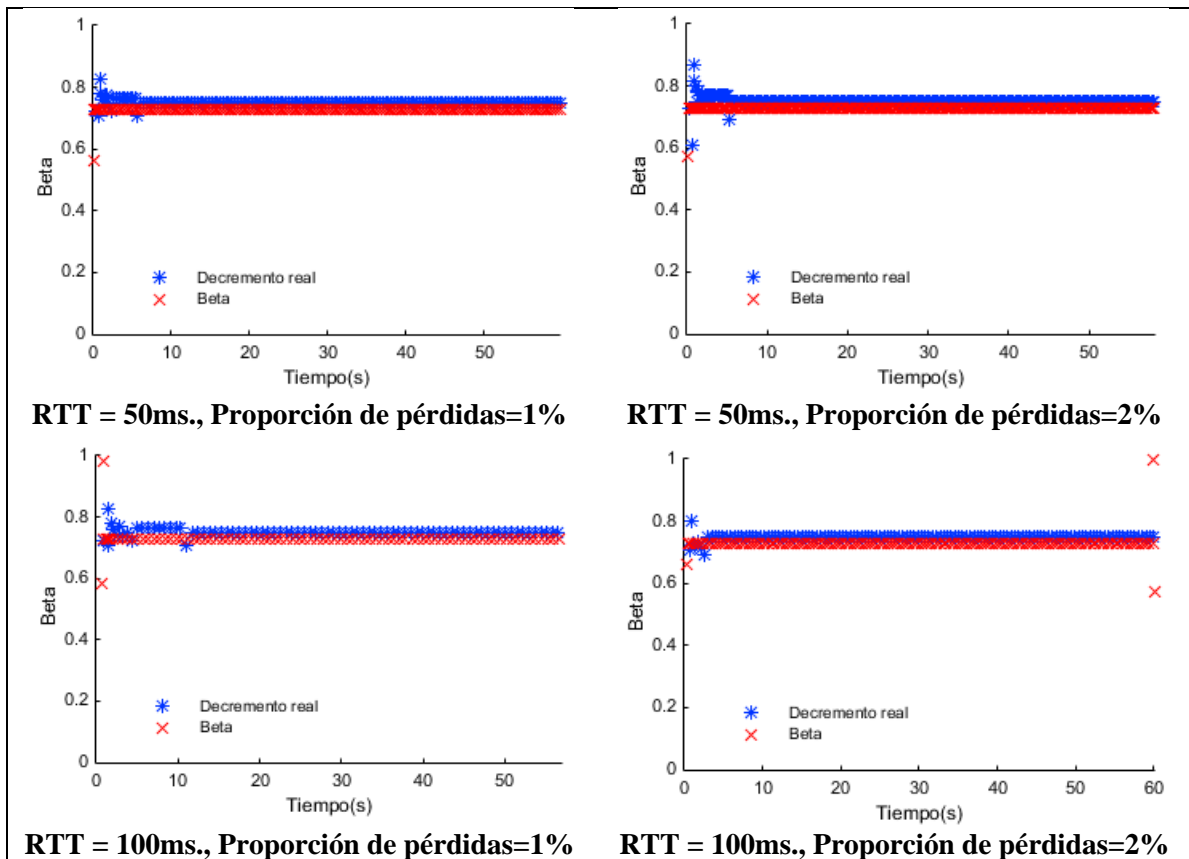 1
0.8
0.6
0.4
0.2
0
Beta
Decremento real
Beta
0 10 20 30 40 50
Tiempo(s)
RTT = 50ms., Proporción de pérdidas=1%
1
0.8
0.6
0.4
0.2
0
Beta
Decremento real
Beta
0 10 20 30 40 50
Tiempo(s)
RTT = 50ms., Proporción de pérdidas=2%
1
0.8
0.6
0.4
0.2
0
Beta
Decremento real
Beta
0 10 20 30 40 50
Tiempo(s)
RTT = 100ms., Proporción de pérdidas=1%
1
0.8
0.6
0.4
0.2
0
Beta
Decremento real
Beta
0 10 20 30 40 50 60
Tiempo(s)
RTT = 100ms., Proporción de pérdidas=2%